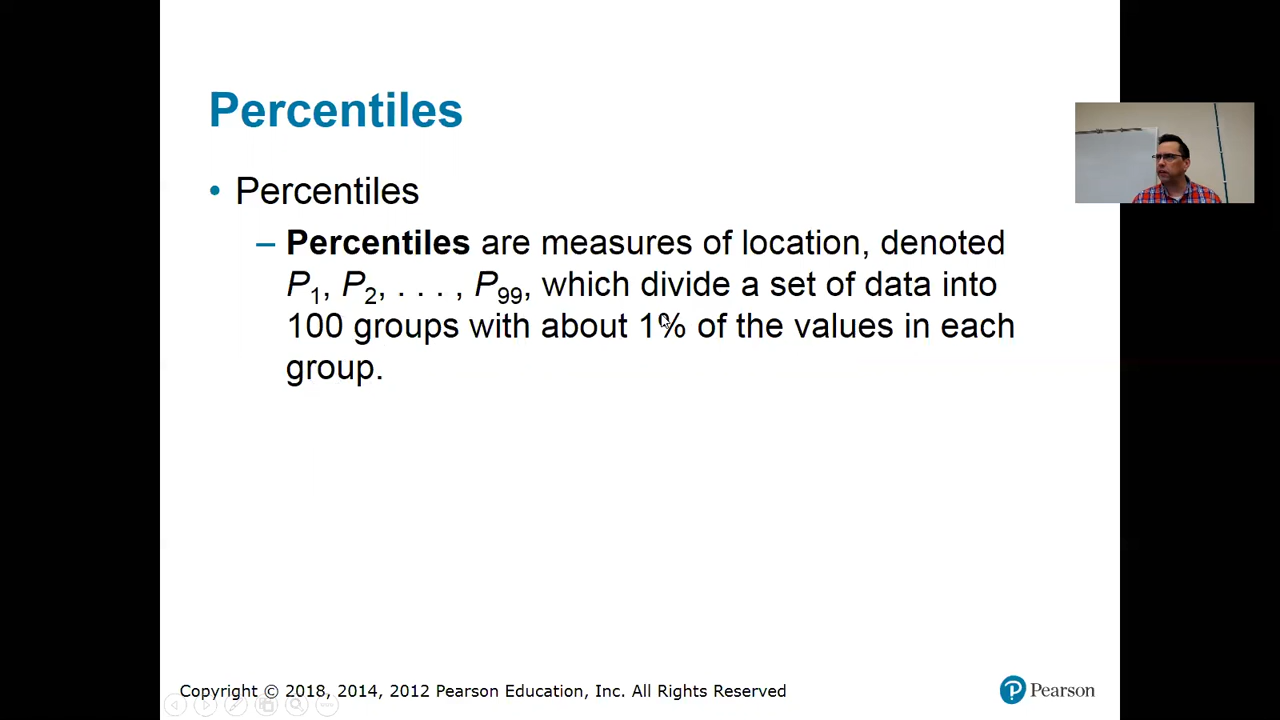 Percentiles
• Percentiles
– Percentiles are measures of location, denoted
P1, P2, . . . , P99, which divide a set of data into
100 groups with about 1% of the values in each
group.
Copyright © 2018, 2014, 2012 Pearson Education, Inc. All Rights Reserved
P Pearson